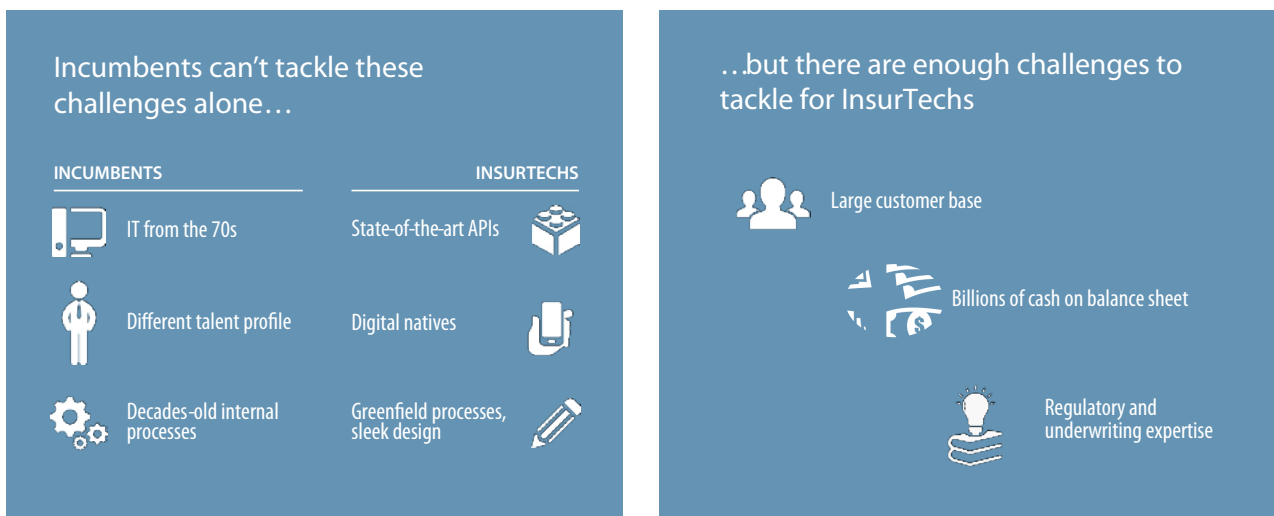 Incumbents can't tackle these
challenges alone…
INCUMBENTS
INSURTECHS
IT from the 70s
State-of-the-art APIs
Different talent profile
Digital natives
Decades-old internal
processes
Greenfield processes,
sleek design
…but there are enough challenges to
tackle for InsurTechs
Large customer base
Billions of cash on balance sheet
Regulatory and
underwriting expertise